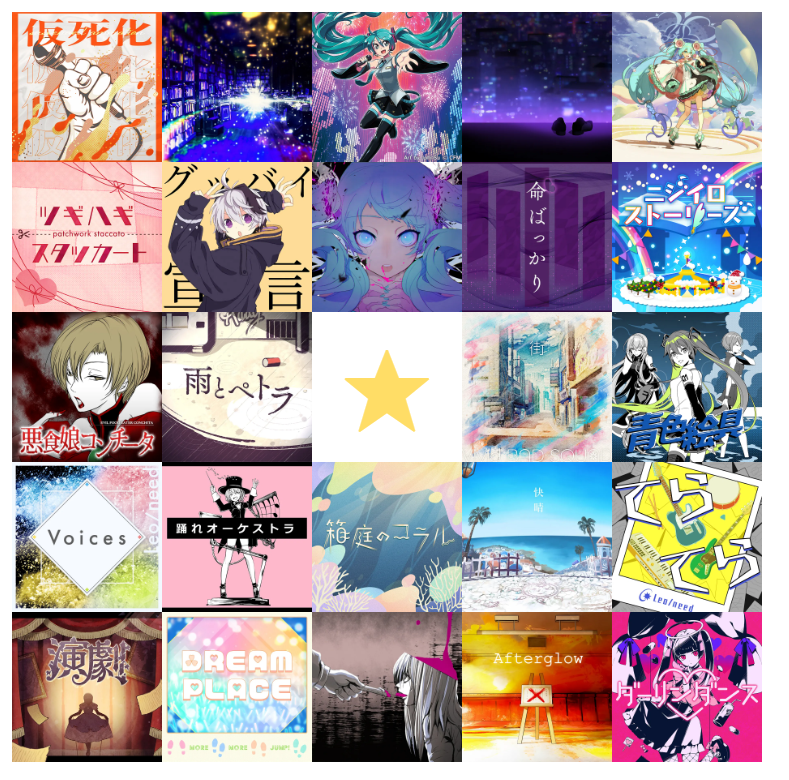 仮死化
ツギハギ
patchwork staccato
スタッカート
グッバイ
宣言
命ばっかり
ニジイロ
ストーリーズ
悪食娘コンチータ
雨とペトラ
街
青色絵具
Voices
leo/need
踊れオーケストラ
箱庭のコラル
快晴
てらてら
leo/need
演劇
DREAM
PLACE
MORE MORE JUMP!
Afterglow
ダーリンダンス